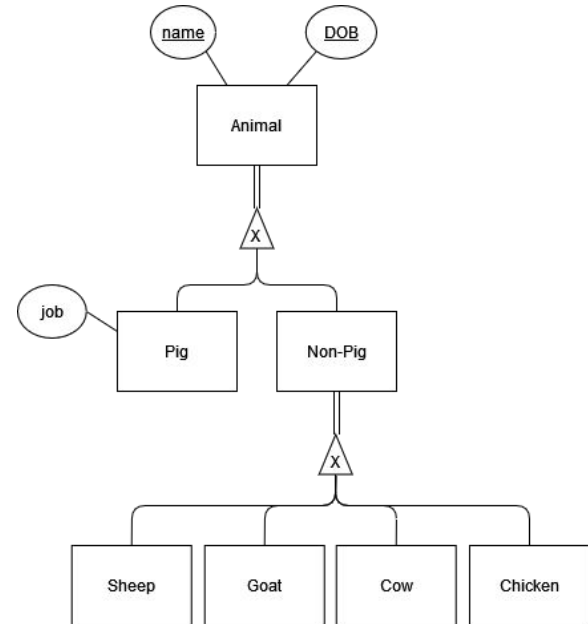 name
DOB
Animal
X
job
Pig
Non-Pig
X
Sheep
Goat
Cow
Chicken